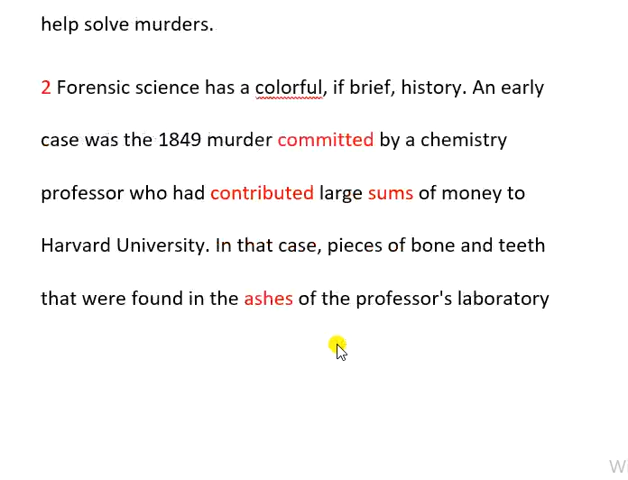 help solve murders.
2 Forensic science has a colorful, if brief, history. An early
case was the 1849 murder committed by a chemistry
professor who had contributed large sums of money to
Harvard University. In that case, pieces of bone and teeth
that were found in the ashes of the professor's laboratory